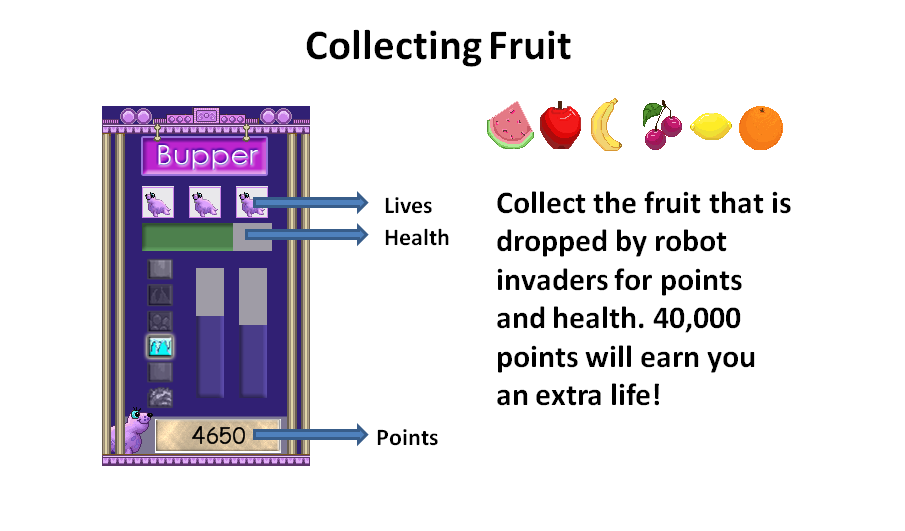 Collecting Fruit
Bupper
Lives
Health
4650
Points
Collect the fruit that is
dropped by robot
invaders for points
and health. 40,000
points will earn you
an extra life!